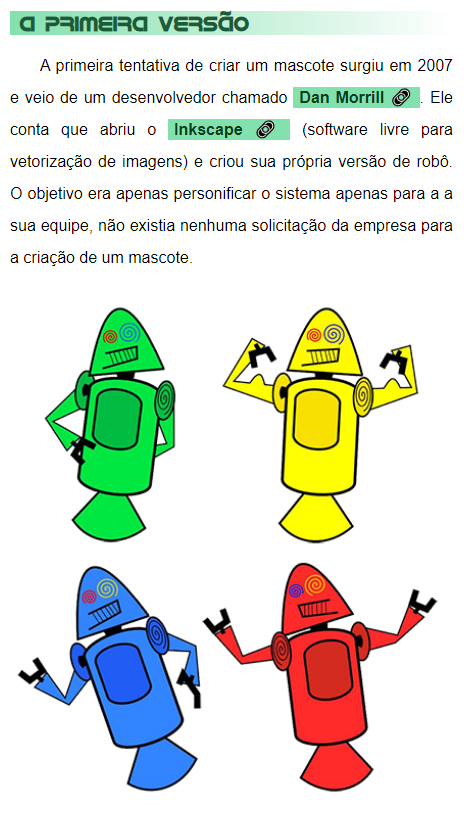 A PRIMEIRA VERSÃO
A primeira tentativa de criar um mascote surgiu em 2007
e veio de um desenvolvedor chamado Dan Morrill . Ele
conta que abriu o Inkscape (software livre para
vetorização de imagens) e criou sua própria versão de robô.
O objetivo era apenas personificar o sistema apenas para a a
sua equipe, não existia nenhuma solicitação da empresa para
a criação de um mascote.